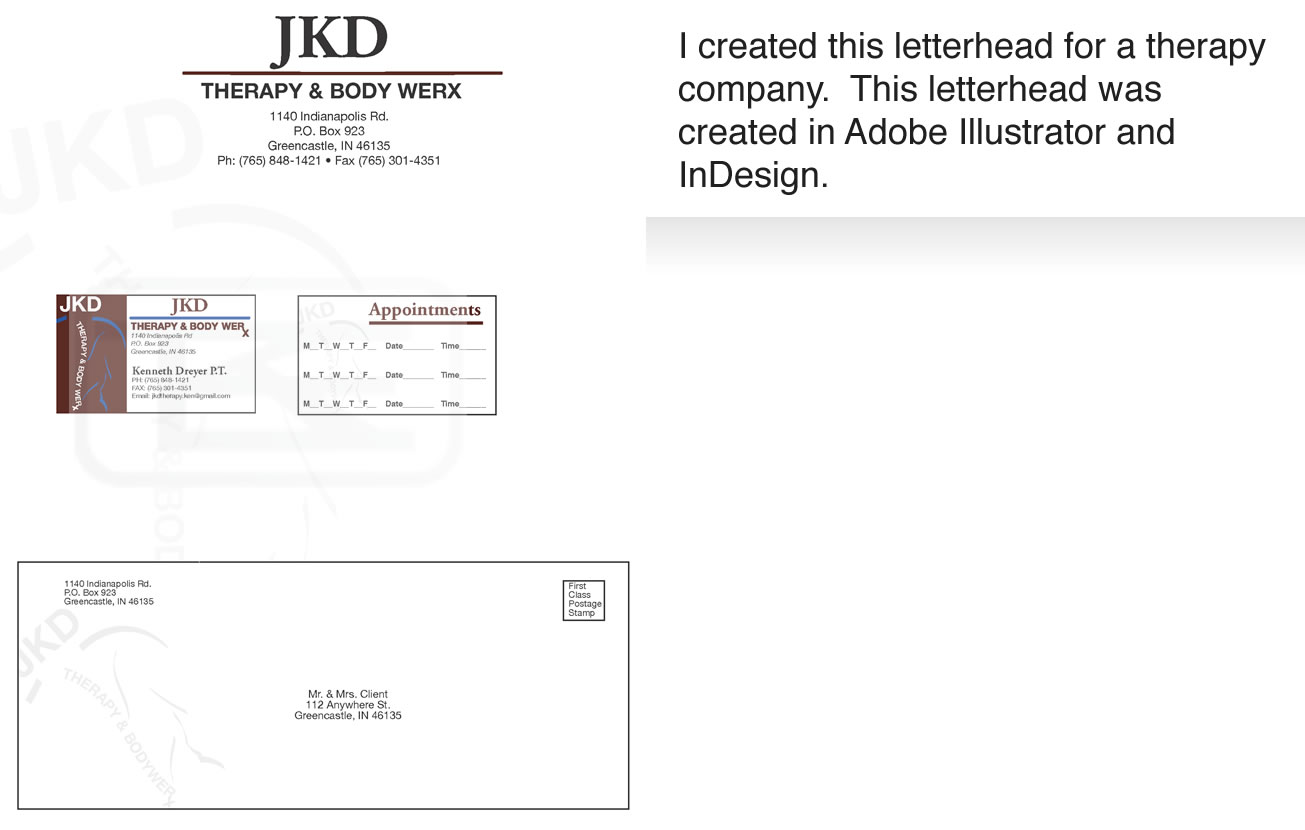 JKD
THERAPY & BODY WERX
1140 Indianapolis Rd.
P.O. Box 923
Greencastle, IN 46135
Ph: (765) 848-1421 • Fax (765) 301-4351
I created this letterhead for a therapy
company. This letterhead was
created in Adobe Illustrator and
InDesign.
JKD
JKD
THERAPY & BODY WERX
JKD
THERAPY & BODY WERX
1140 Indianapolis Rd
P.O. Box 923
Greencastle, IN 46135
Kenneth Dreyer P.T.
PH: (765) 848-1421
FAX: (765) 301-4351
Email: jkdtherapy.ken@gmail.com
JKD
Appointments
M__T__W__T__F__ Date______ Time______
M__T__W__T__F__ Date______ Time______
M__T__W__T__F__ Date______ Time______
& BOD
1140 Indianapolis Rd.
P.O. Box 923
Greencastle, IN 46135
First
Class
Postage
Stamp
JKD
THERAPY & BODYWERX
Mr. & Mrs. Client
112 Anywhere St.
Greencastle, IN 46135